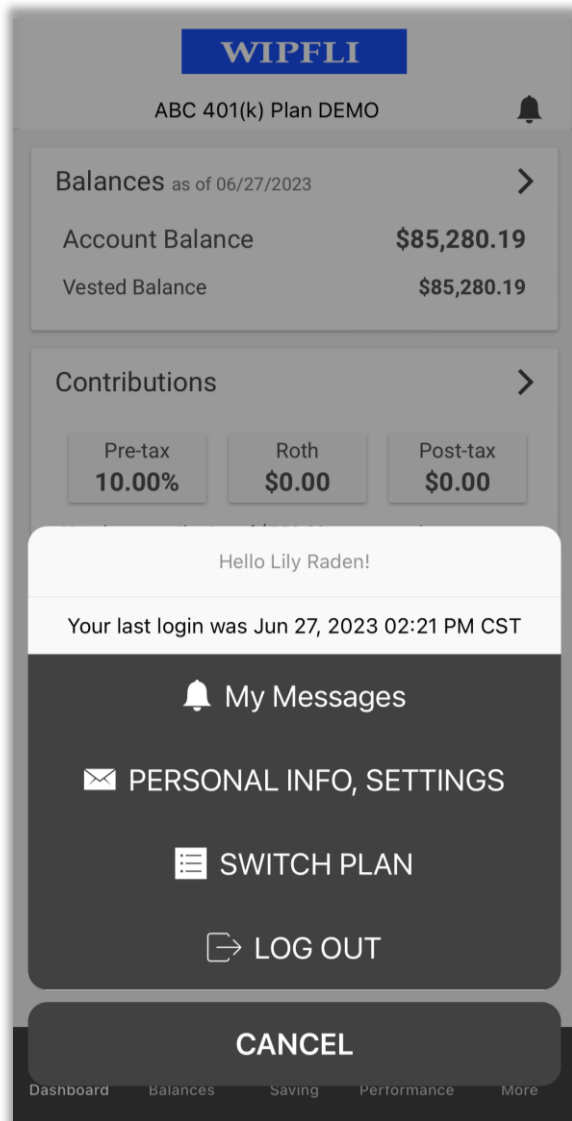 WIPFLI
ABC 401(k) Plan DEMO
Balances as of 06/27/2023
Account Balance $85,280.19
Vested Balance $85,280.19
Contributions
Pre-tax Roth Post-tax
10.00% $0.00 $0.00
Hello Lily Raden!
Your last login was Jun 27, 2023 02:21 PM CST
My Messages
PERSONAL INFO, SETTINGS
SWITCH PLAN
LOG OUT
CANCEL
Dashboard Balances Saving Performance More